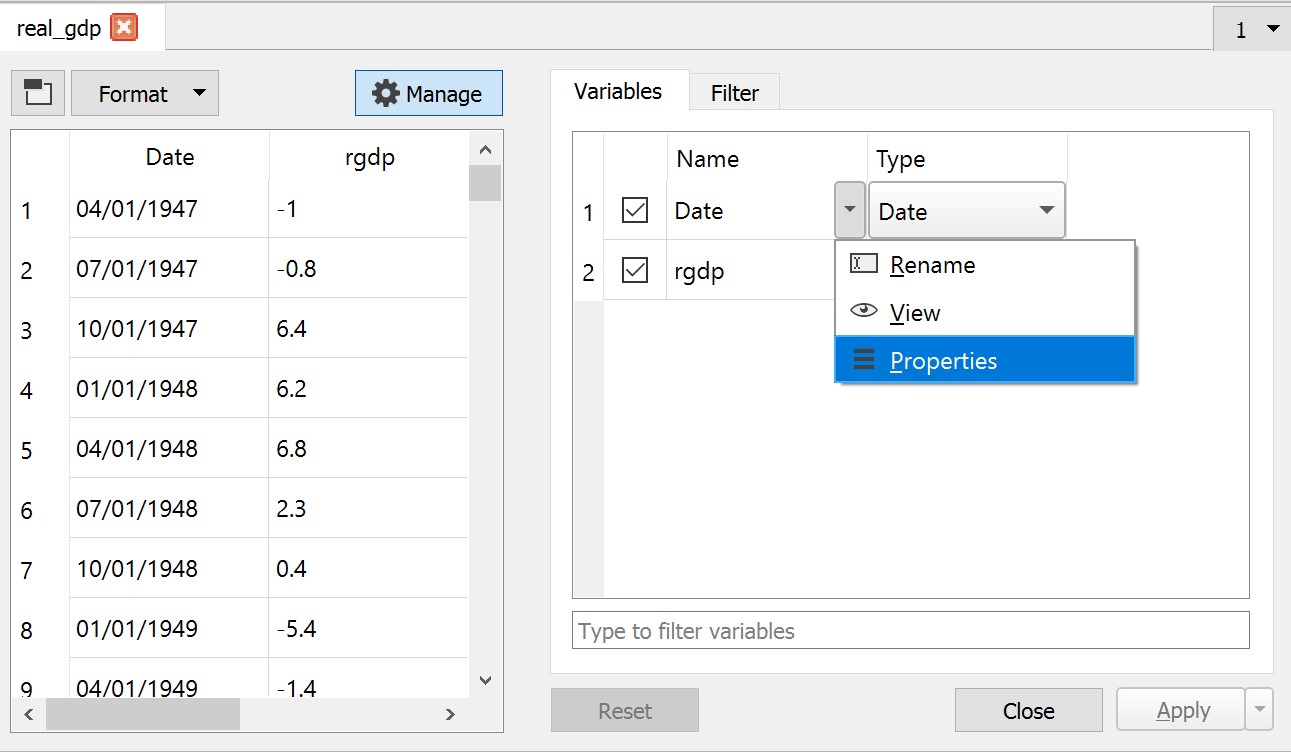 real_gdp
1
Format
Manage
Date rgdp
1 04/01/1947 -1
2 07/01/1947 -0.8
3 10/01/1947 6.4
4 01/01/1948 6.2
5 04/01/1948 6.8
6 07/01/1948 2.3
7 10/01/1948 0.4
8 01/01/1949 -5.4
9 04/01/1949 -1.4
Variables Filter
Name Type
1 Date Date
2 rgdp
Rename
View
Properties
Type to filter variables
Reset Close Apply